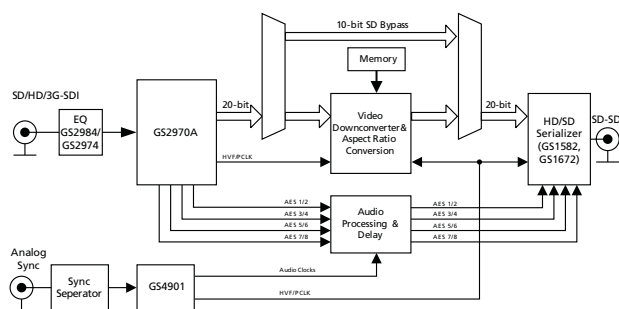 10-bit SD Bypass
Memory
SD/HD/3G-SDI
EQ
GS2984/
GS2974
GS2970A
20-bit
Video
Downconverter&
Aspect Ratio
Conversion
20-bit
HD/SD
Serializer
(GS1582,
GS1672)
SD-SD
HVF/PCLK
AES 1/2
AES 3/4
AES 5/6
AES 7/8
Audio
Processing &
Delay
AES 1/2
AES 3/4
AES 5/6
AES 7/8
Analog
Sync
Sync
Seperator
GS4901
Audio Clocks
HVF/PCLK